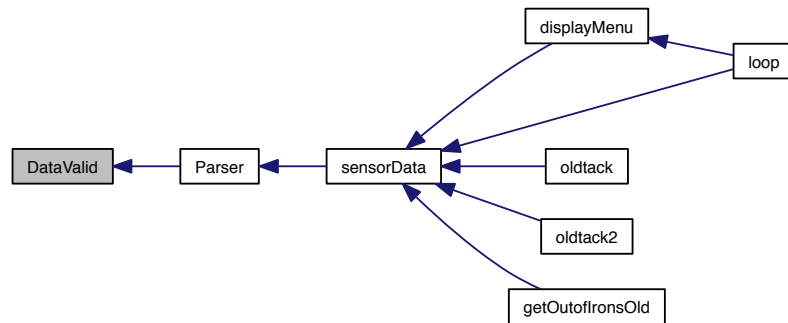 displayMenu
loop
DataValid
Parser
sensorData
oldtack
oldtack2
getOutofIronsOld